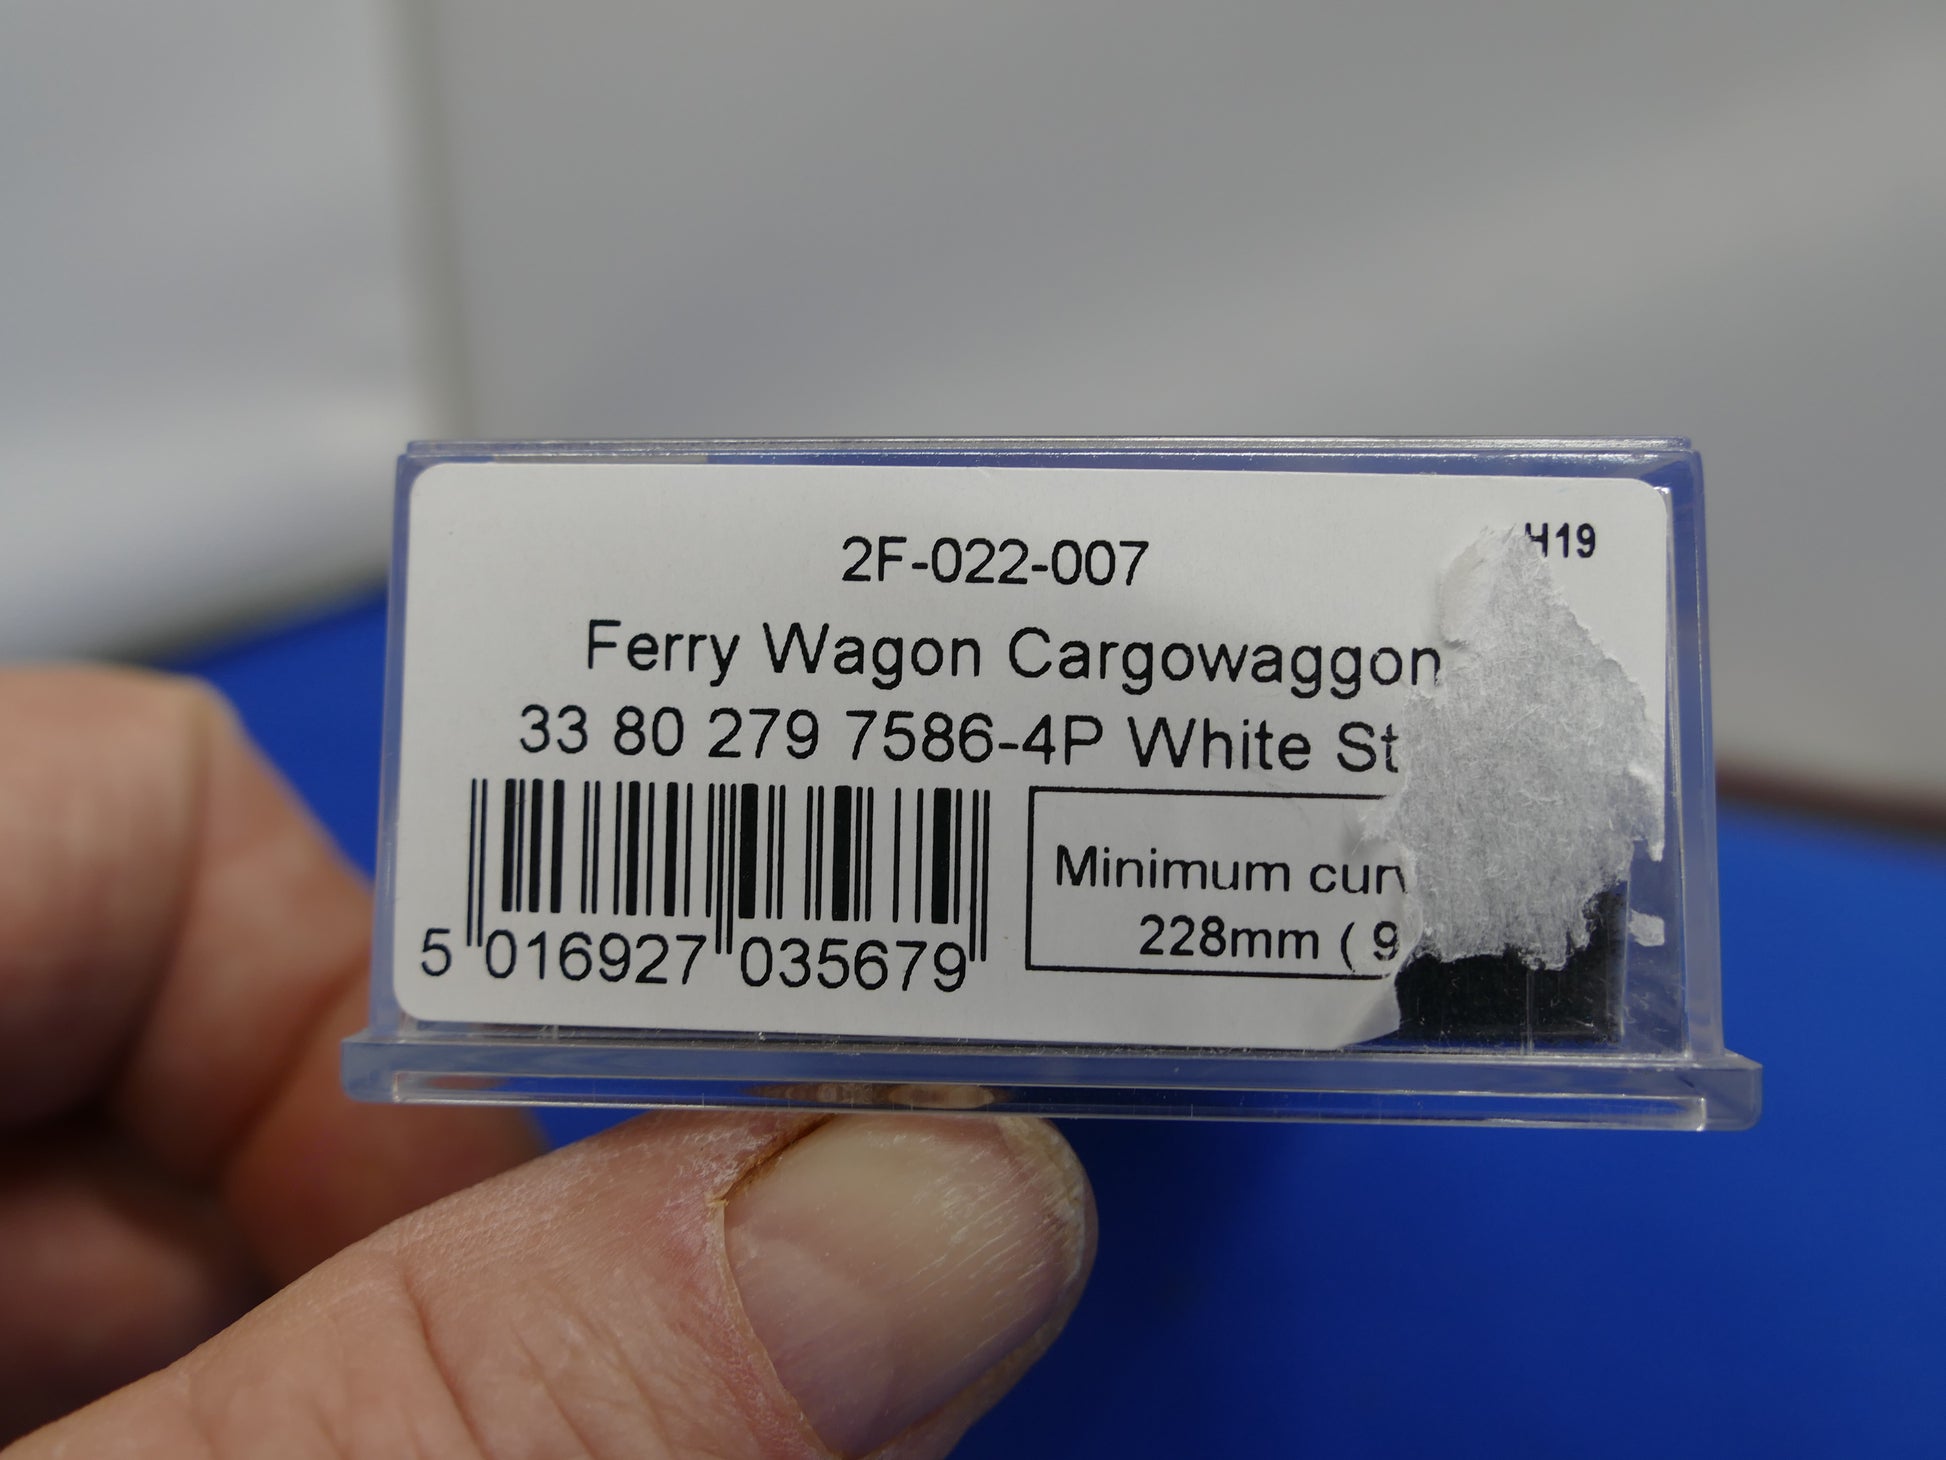 2F-022-007
H19
Ferry Wagon Cargowaggon
33 80 279 7586-4P White St
Minimum cur
228mm ( 9
5 016927 035679